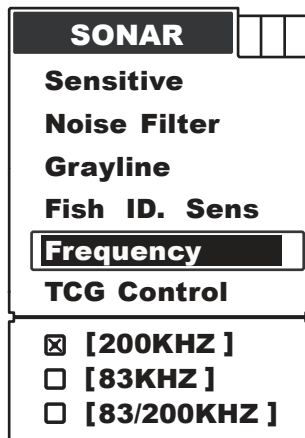 SONAR
Sensitive
Noise Filter
Grayline
Fish ID. Sens
Frequency
TCG Control
[200KHZ ]
[83KHZ ]
[83/200KHZ ]